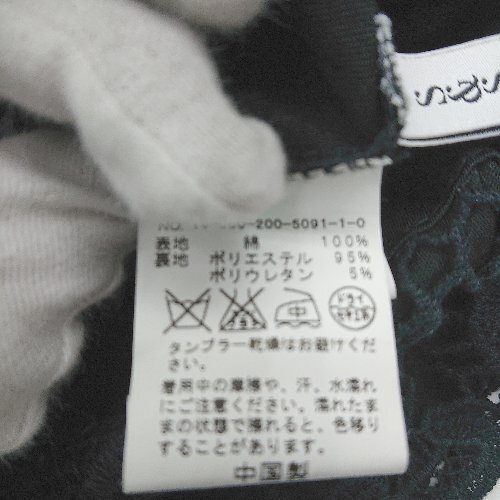 S&S
200-5091-1-0
表地 綿 100%
裏地 ポリエステル 95%
ポリウレタン 5%
ドライ
タンブラー乾燥はお避けくだ
さい。
着用中の摩擦や、汗、水濡れ
にご注意ください。濡れたま
まの状態で擦れると、色移り
することがあります。
中国製